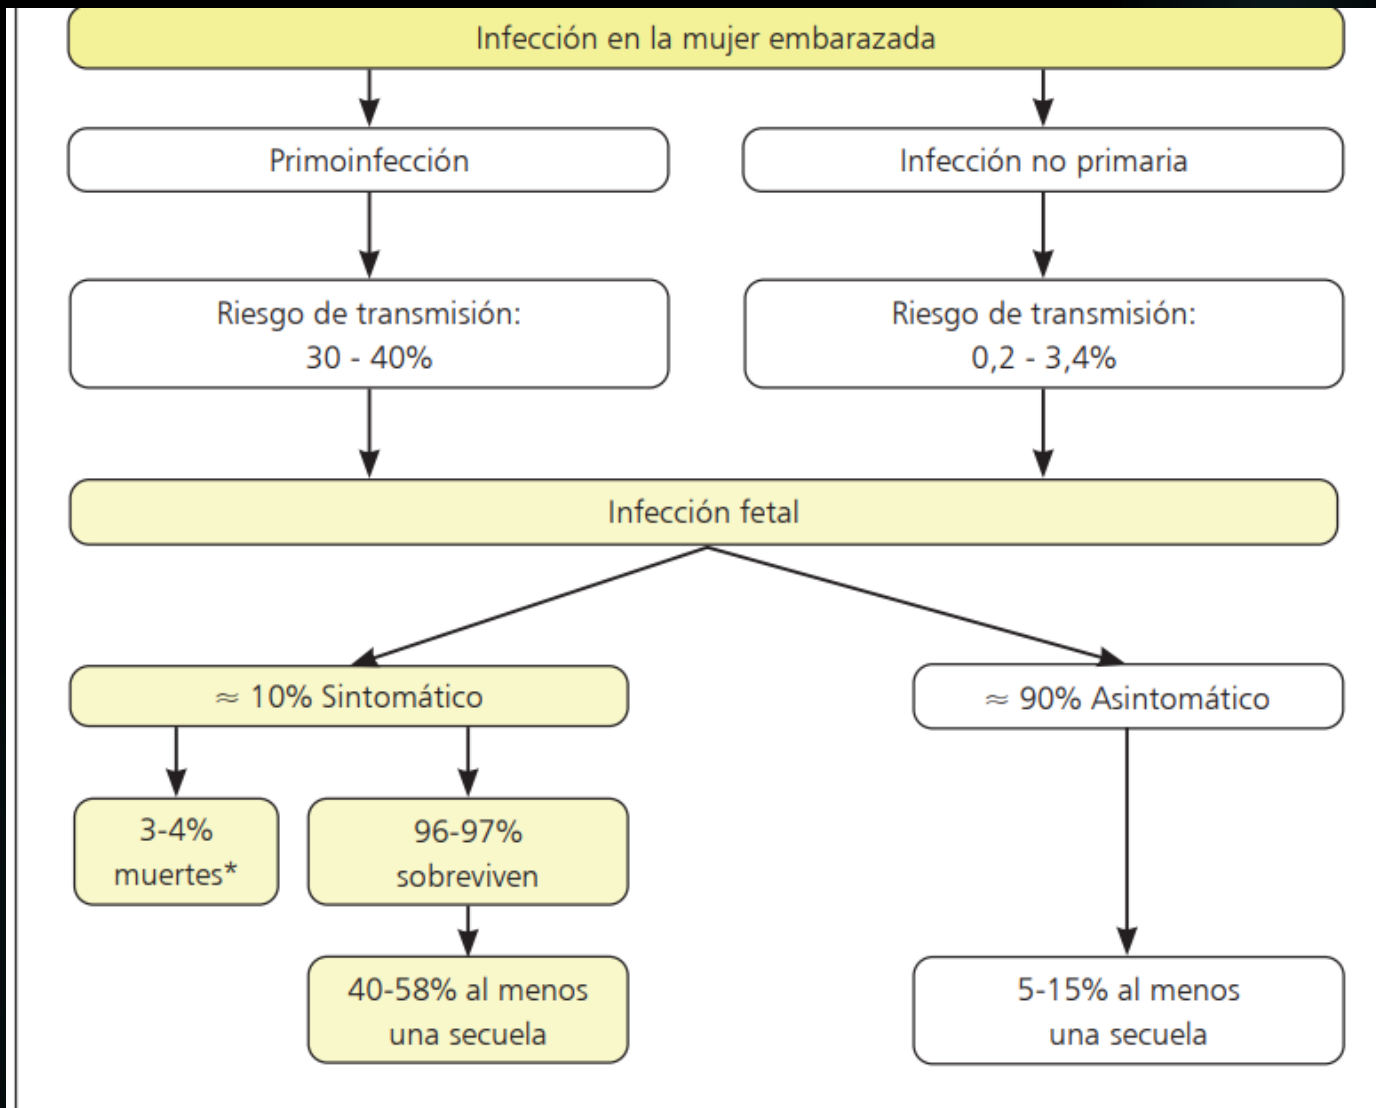 Infección en la mujer embarazada
Primoinfección
Infección no primaria
Riesgo de transmisión:
30 - 40%
Riesgo de transmisión:
0,2 - 3,4%
Infección fetal
≈ 10% Sintomático
≈ 90% Asintomático
3-4%
muertes*
96-97%
sobreviven
40-58% al menos
una secuela
5-15% al menos
una secuela